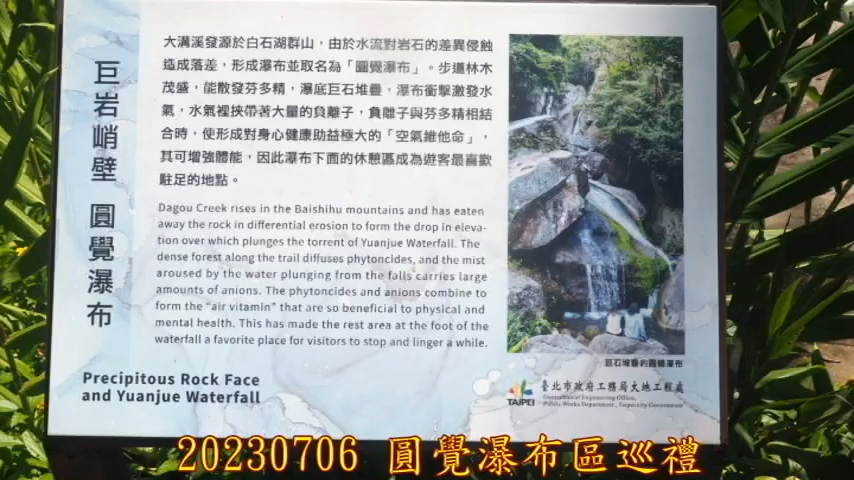 巨岩峭壁 圓覺瀑布
大溝溪發源於白石湖群山，由於水流對岩石的差異侵蝕
造成落差，形成瀑布並取名為「圓覺瀑布」。步道林木
茂盛，能散發芬多精，瀑底巨石堆疊，瀑布衝擊激發水
氣，水氣裡挾帶著大量的負離子，負離子與芬多精相結
合時，便形成對身心健康助益極大的「空氣維他命」，
其可增強體能，因此瀑布下面的休憩區成為遊客最喜歡
駐足的地點。
Dagou Creek rises in the Baishihu mountains and has eaten
away the rock in differential erosion to form the drop in eleva-
tion over which plunges the torrent of Yuanjue Waterfall. The
dense forest along the trail diffuses phytoncides, and the mist
aroused by the water plunging from the falls carries large
amounts of anions. The phytoncides and anions combine to
form the "air vitamin" that are so beneficial to physical and
mental health. This has made the rest area at the foot of the
waterfall a favorite place for visitors to stop and linger a while.
巨石堆疊的圓覺瀑布
Precipitous Rock Face
and Yuanjue Waterfall
TAIPEI
臺北市政府工務局大地工程處
Geotechnical Engineering Office,
Public Works Department, Taipei City Government
20230706 圓覺瀑布區巡禮